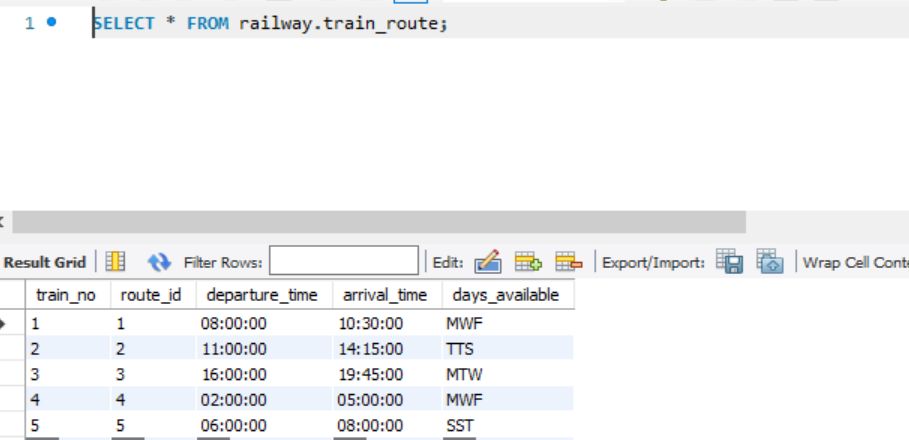 1 SELECT * FROM railway.train_route;
Result Grid Filter Rows: Edit: Export/Import: Wrap Cell Conte
train_no route_id departure_time arrival_time days_available
1 1 08:00:00 10:30:00 MWF
2 2 11:00:00 14:15:00 TTS
3 3 16:00:00 19:45:00 MTW
4 4 02:00:00 05:00:00 MWF
5 5 06:00:00 08:00:00 SST